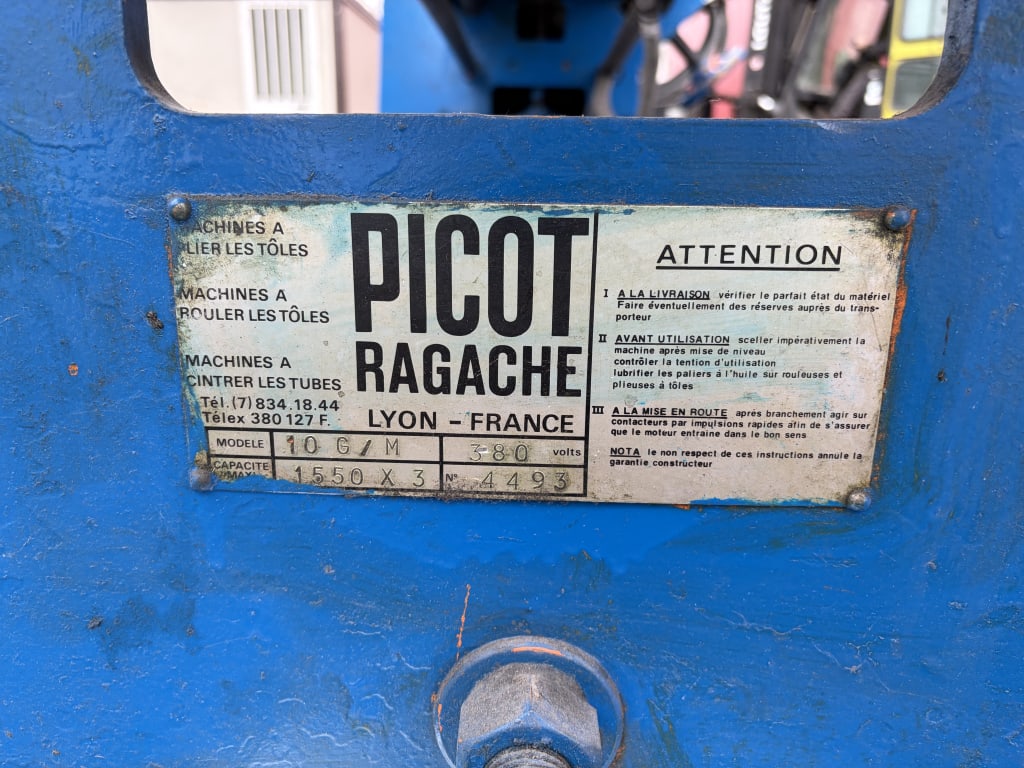 MACHINES A
PLIER LES TÔLES
MACHINES A
ROULER LES TÔLES
MACHINES A
CINTRER LES TUBES
Tél. (7) 834.18.44
Télex 380 127 F.
PICOT
RAGACHE
LYON - FRANCE
MODELE 10 G/M 380 volts
CAPACITE MAXI 1550 X 3 N° 4493
ATTENTION
I A LA LIVRAISON vérifier le parfait état du matériel
Faire éventuellement des réserves auprès du trans-
porteur
II AVANT UTILISATION sceller impérativement la
machine après mise de niveau
contrôler la tention d'utilisation
lubrifier les paliers à l'huile sur rouleuses et
plieuses à tôles
III A LA MISE EN ROUTE après branchement agir sur
contacteurs par impulsions rapides afin de s'assurer
que le moteur entraine dans le bon sens
NOTA le non respect de ces instructions annule la
garantie constructeur